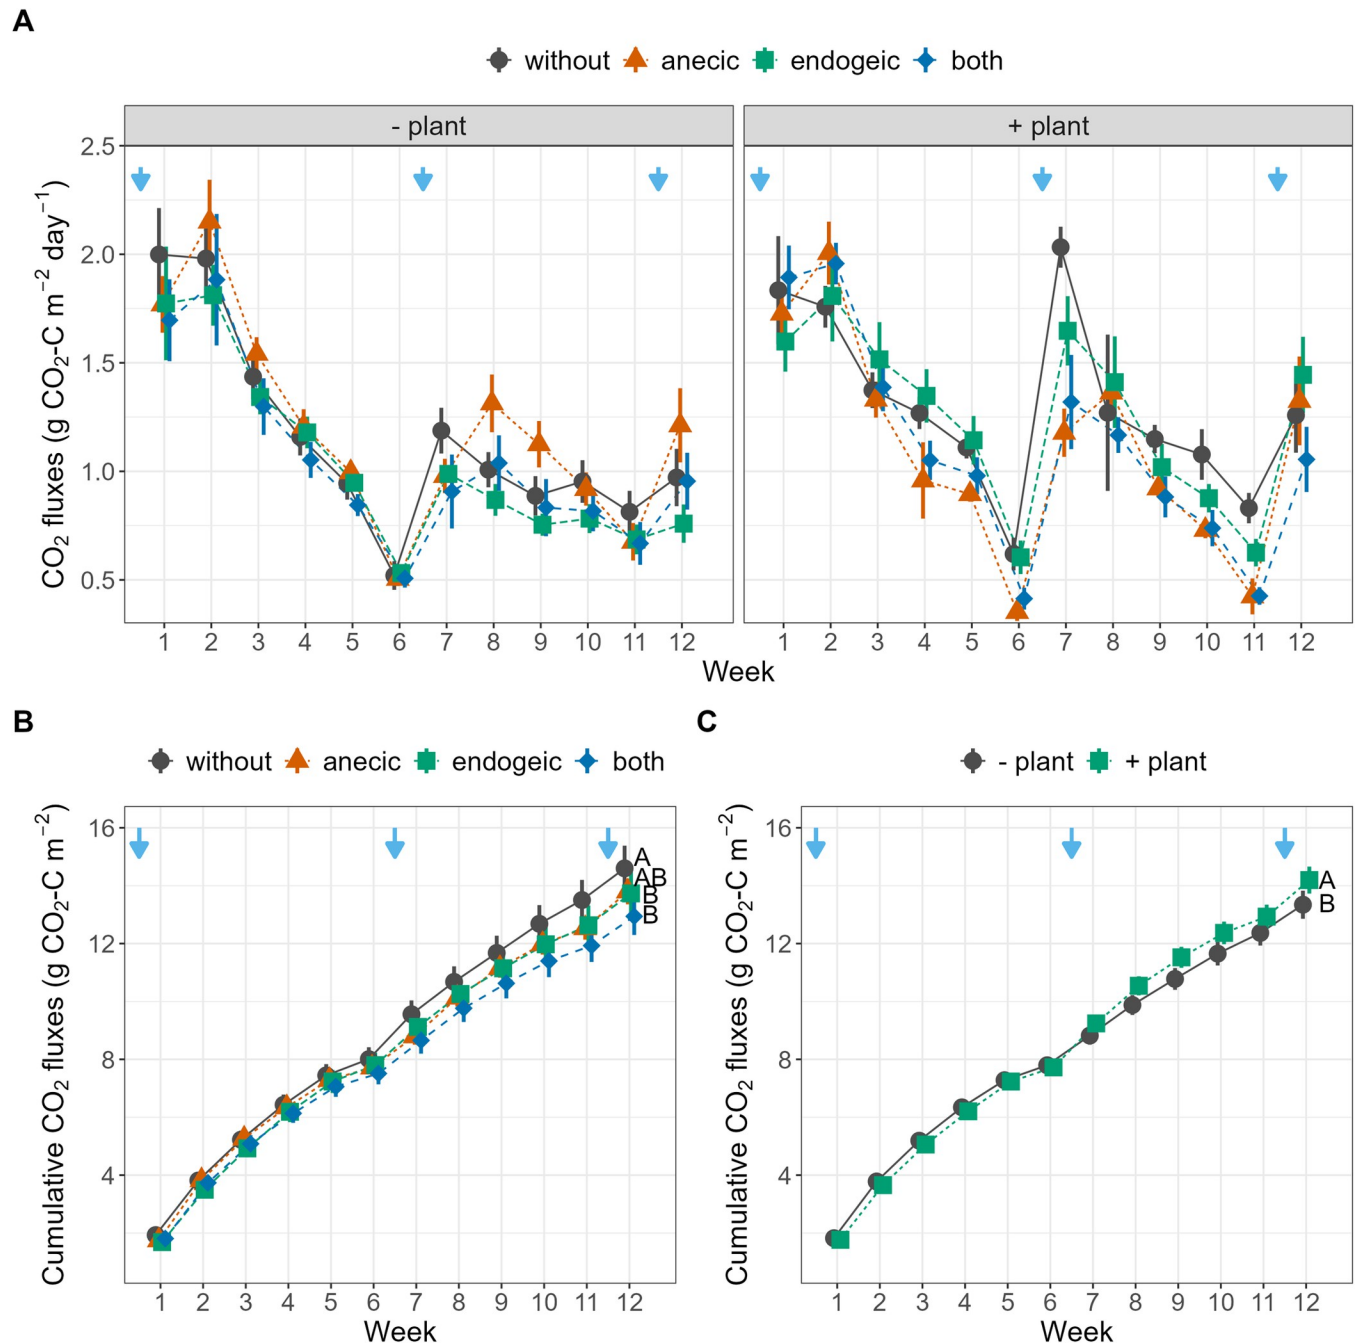 A
without anecic endogeic both
- plant + plant
CO₂ fluxes (g CO₂-C m⁻² day⁻¹)
2.5
2.0
1.5
1.0
0.5
1 2 3 4 5 6 7 8 9 10 11 12 1 2 3 4 5 6 7 8 9 10 11 12
Week
B
without anecic endogeic both
Cumulative CO₂ fluxes (g CO₂-C m⁻²)
16
12
8
4
A
AB
B
B
1 2 3 4 5 6 7 8 9 10 11 12
Week
C
- plant + plant
Cumulative CO₂ fluxes (g CO₂-C m⁻²)
16
12
8
4
A
B
1 2 3 4 5 6 7 8 9 10 11 12
Week